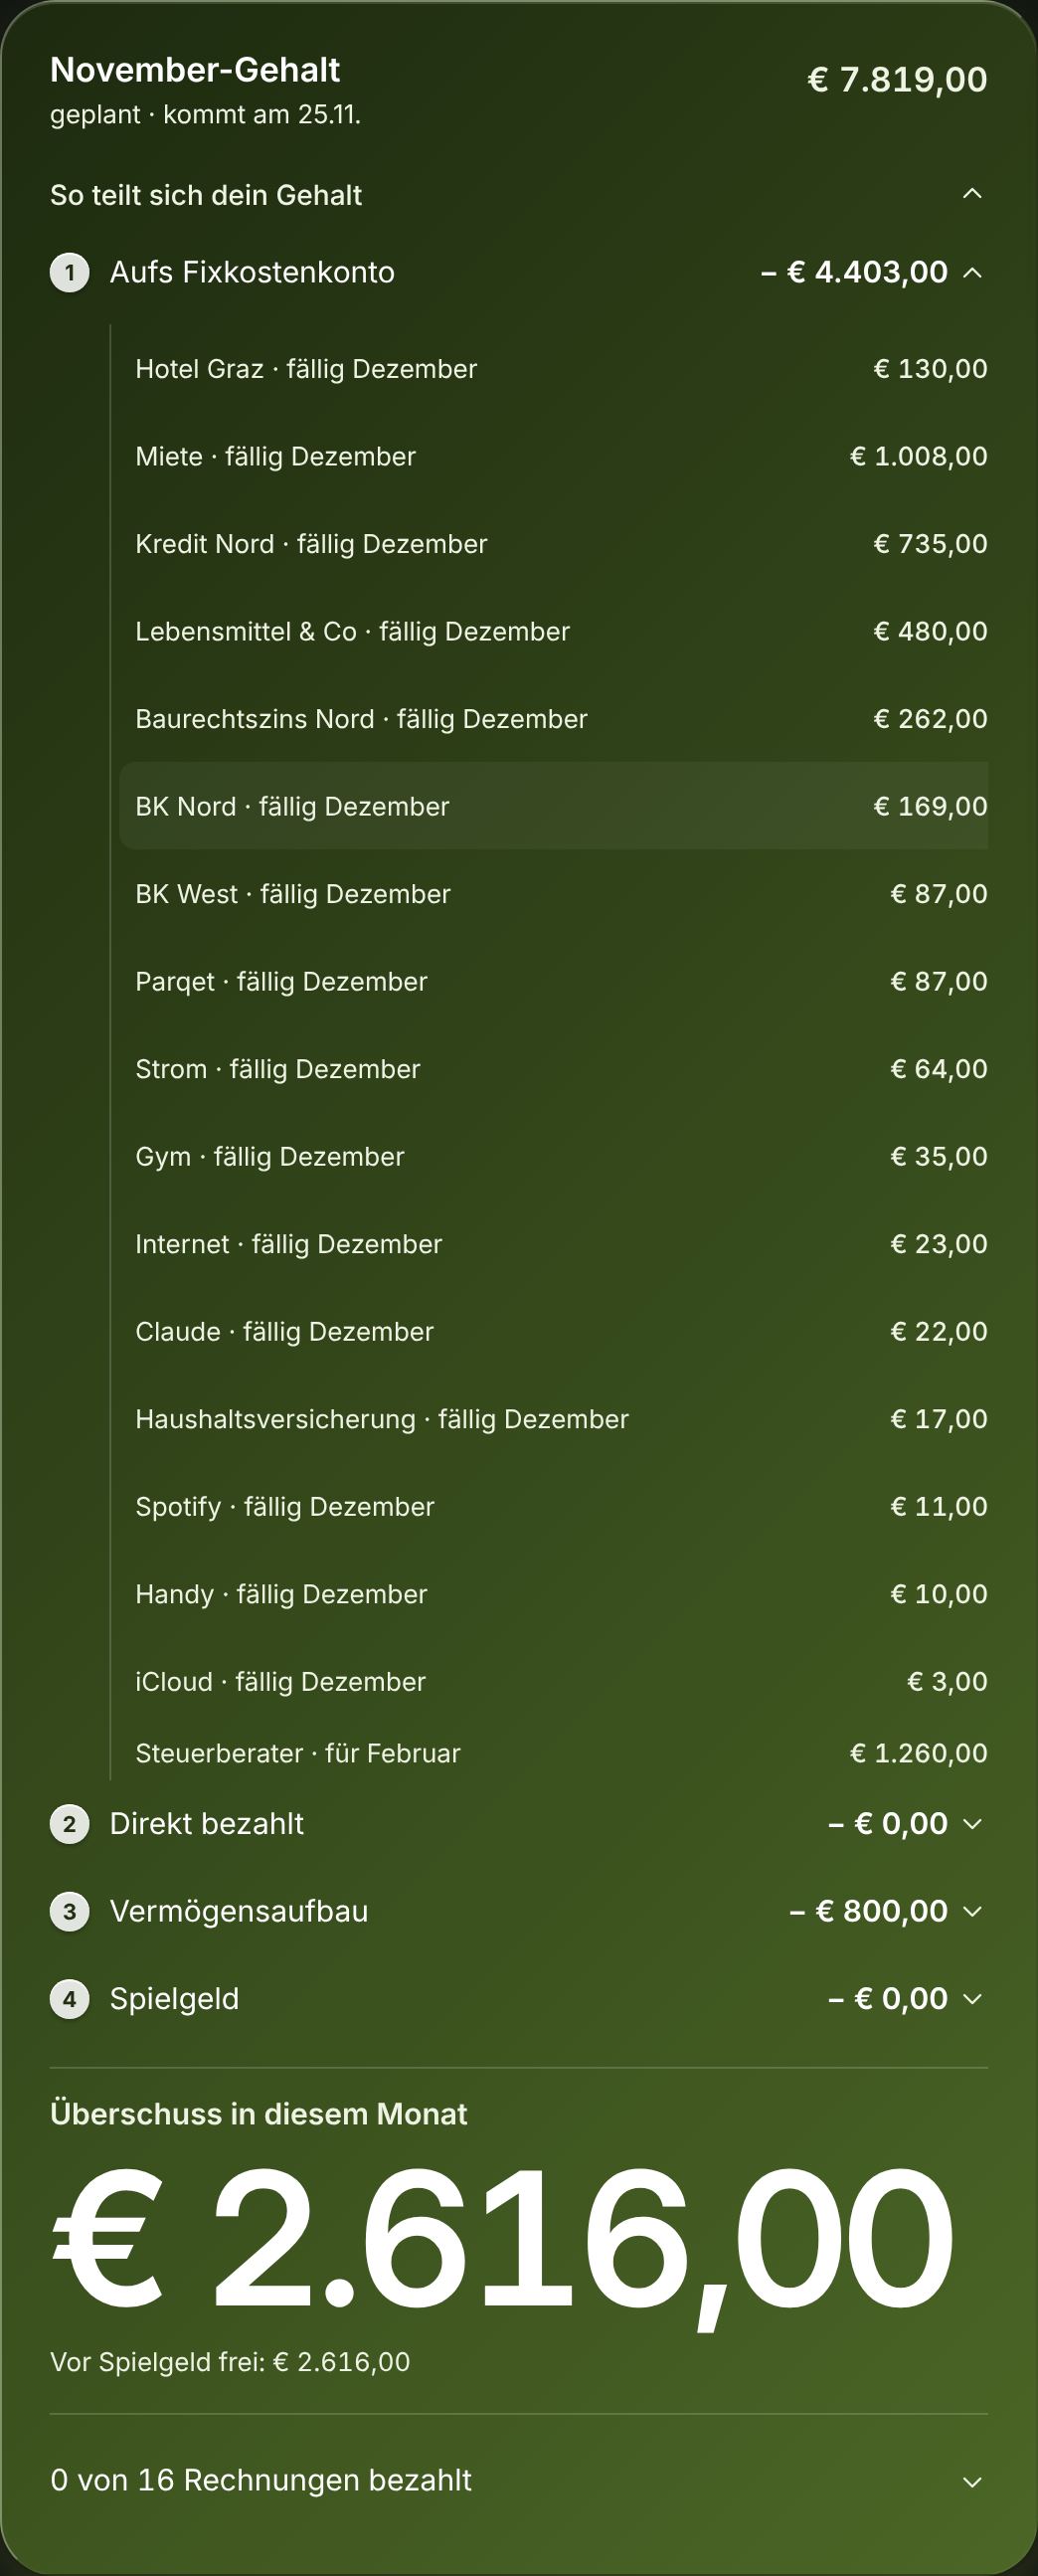 November-Gehalt
€ 7.819,00
geplant · kommt am 25.11.
So teilt sich dein Gehalt
1 Aufs Fixkostenkonto – € 4.403,00
Hotel Graz · fällig Dezember € 130,00
Miete · fällig Dezember € 1.008,00
Kredit Nord · fällig Dezember € 735,00
Lebensmittel & Co · fällig Dezember € 480,00
Baurechtszins Nord · fällig Dezember € 262,00
BK Nord · fällig Dezember € 169,00
BK West · fällig Dezember € 87,00
Parqet · fällig Dezember € 87,00
Strom · fällig Dezember € 64,00
Gym · fällig Dezember € 35,00
Internet · fällig Dezember € 23,00
Claude · fällig Dezember € 22,00
Haushaltsversicherung · fällig Dezember € 17,00
Spotify · fällig Dezember € 11,00
Handy · fällig Dezember € 10,00
iCloud · fällig Dezember € 3,00
Steuerberater · für Februar € 1.260,00
2 Direkt bezahlt – € 0,00
3 Vermögensaufbau – € 800,00
4 Spielgeld – € 0,00
Überschuss in diesem Monat
€ 2.616,00
Vor Spielgeld frei: € 2.616,00
0 von 16 Rechnungen bezahlt